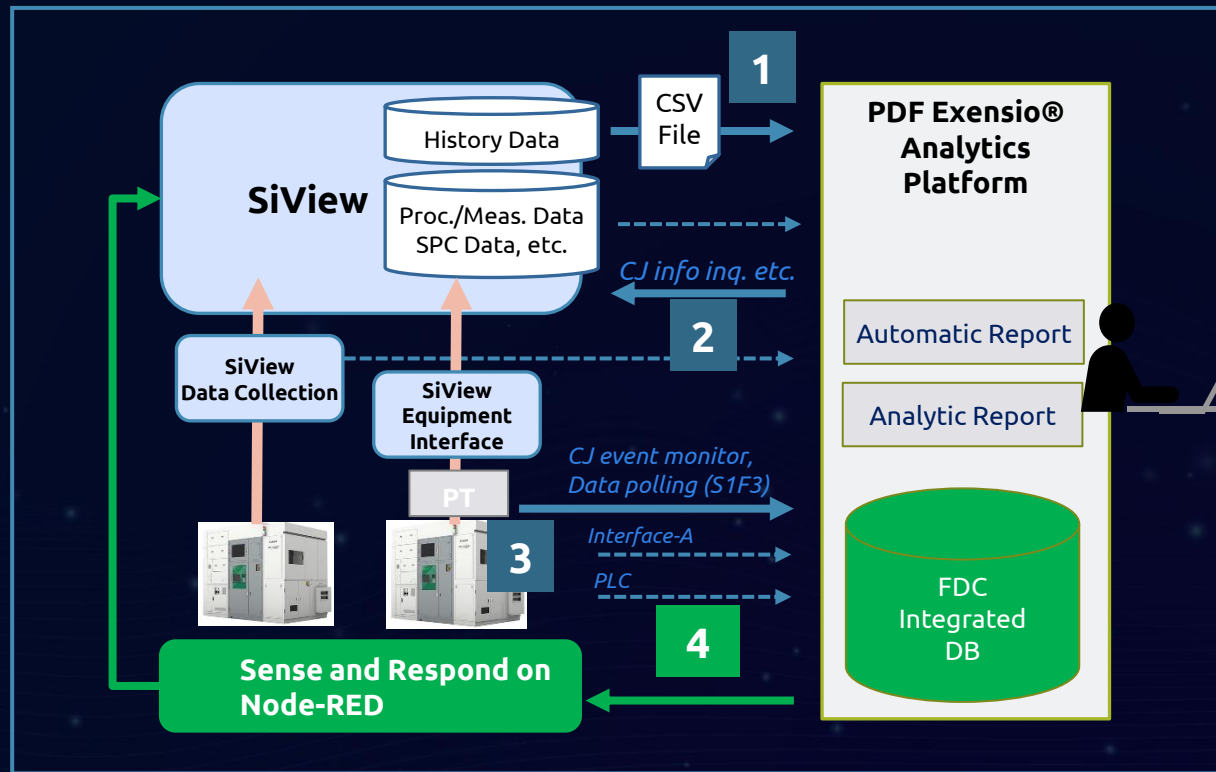 1
CSV
File
History Data
SiView
Proc./Meas. Data
SPC Data, etc.
CJ info inq. etc.
2
SiView
Data Collection
SiView
Equipment
Interface
PT
CJ event monitor,
Data polling (S1F3)
3
Interface-A
PLC
4
Sense and Respond on
Node-RED
PDF Exensio®
Analytics
Platform
Automatic Report
Analytic Report
FDC
Integrated
DB